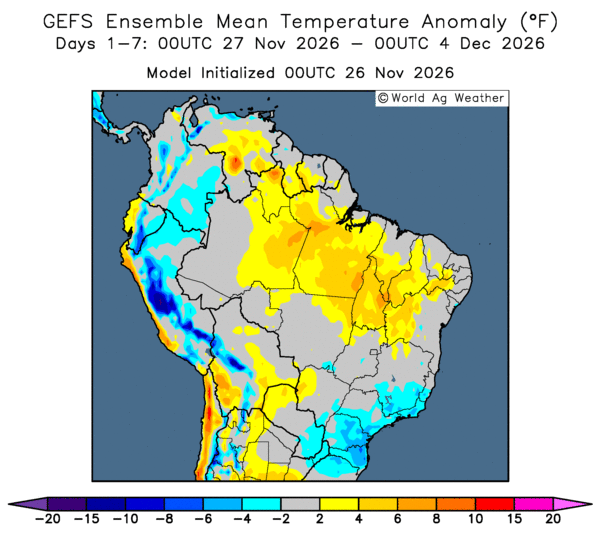 GEFS Ensemble Mean Temperature Anomaly (°F)
Days 1−7: 00UTC 27 Nov 2026 − 00UTC 4 Dec 2026
Model Initialized 00UTC 26 Nov 2026
© World Ag Weather
−20 −15 −10 −8 −6 −4 −2 2 4 6 8 10 15 20